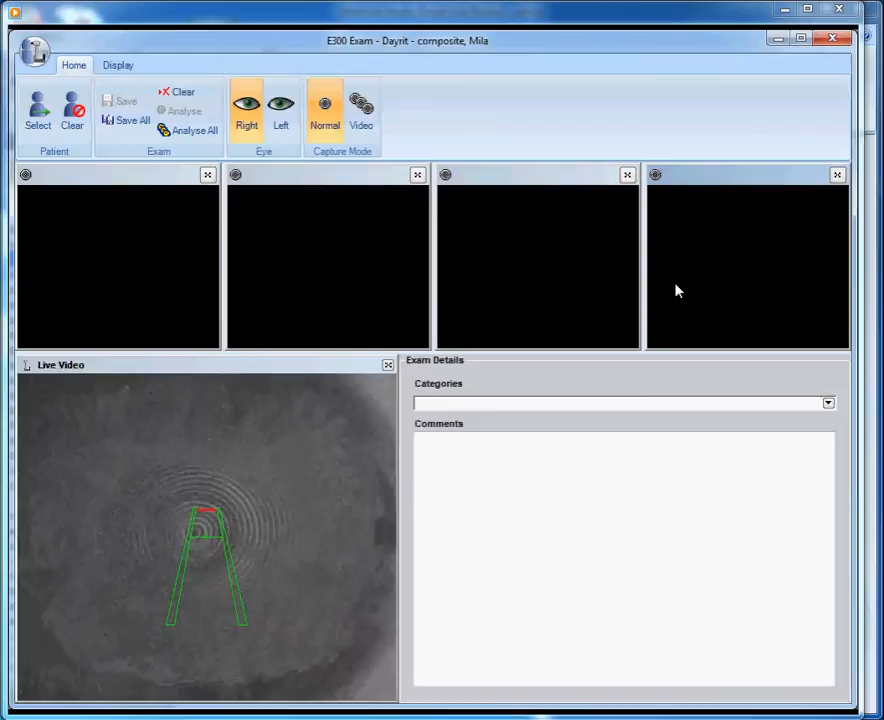 E300 Exam - Dayrit - composite, Mila
Home Display
Select
Clear
Patient
Save
Save All
Clear
Analyse
Analyse All
Exam
Right
Left
Eye
Normal
Video
Capture Mode
Live Video
Exam Details
Categories
Comments